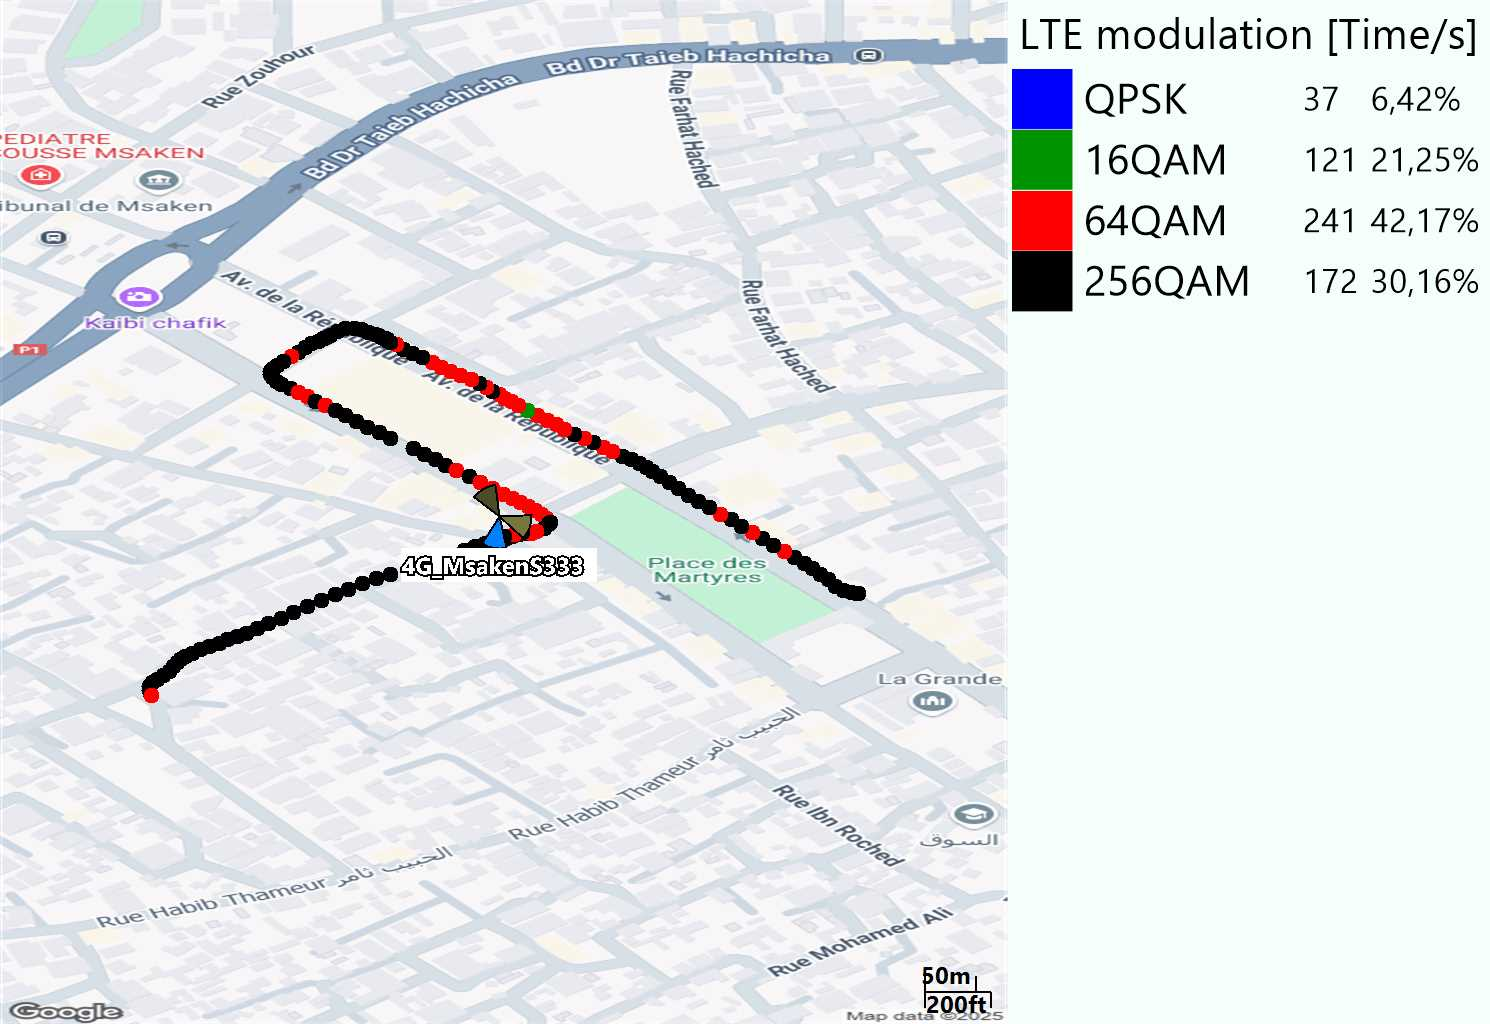 LTE modulation [Time/s]
QPSK 37 6,42%
16QAM 121 21,25%
64QAM 241 42,17%
256QAM 172 30,16%
Rue Zouhour
Bd Dr Taieb Hachicha
Bd Dr Taieb Hachicha
Rue Farhat Hached
PEDIATRE
OUSSE MSAKEN
ibunal de Msaken
Av. de la République
Kaibi chafik
P1
Rue Farhat Hached
Av. de la République
4G_MsakenS333
Place des
Martyres
La Grande
Rue Habib Thameur الحبيب ثامر
Rue Ibn Roched
السوق
Rue Habib Thameur الحبيب ثامر
Rue Mohamed Ali
50m
200ft
Google
Map data ©2025